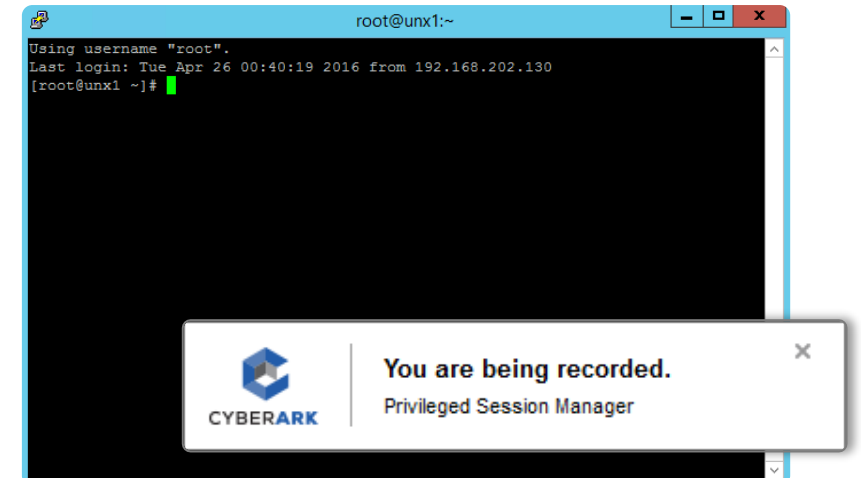 root@unx1:~
Using username "root".
Last login: Tue Apr 26 00:40:19 2016 from 192.168.202.130
[root@unx1 ~]#
You are being recorded.
Privileged Session Manager
CYBERARK